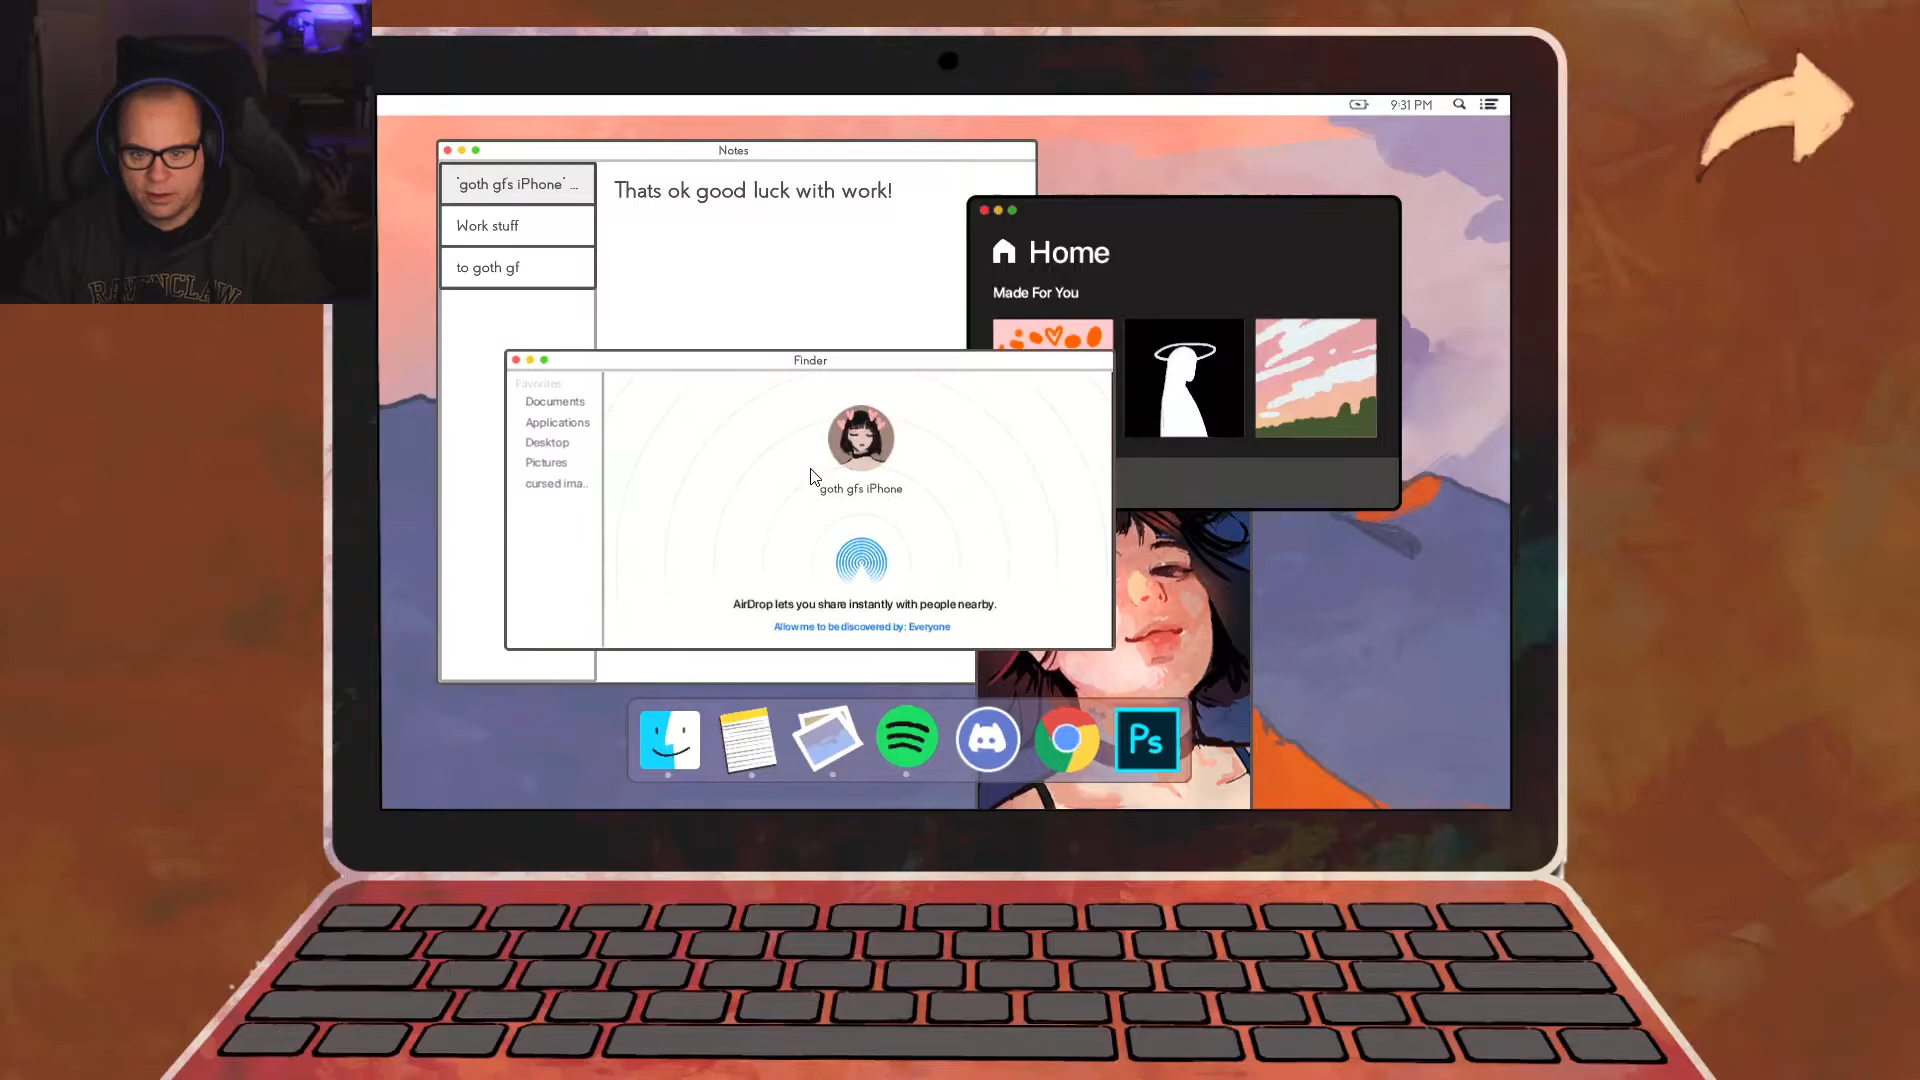 9:31 PM
Notes
"goth gfs iPhone" ...
Work stuff
to goth gf
Thats ok good luck with work!
Home
Made For You
Finder
Favorites
Documents
Applications
Desktop
Pictures
cursed ima..
goth gfs iPhone
AirDrop lets you share instantly with people nearby.
Allow me to be discovered by: Everyone
Ps
RAVENCLAW